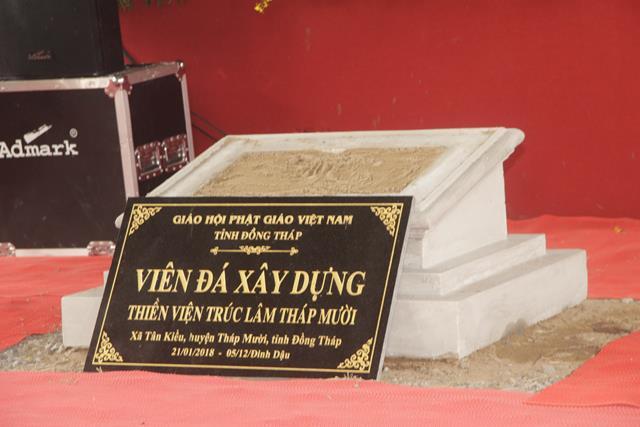 Admark
Admark®
GIÁO HỘI PHẬT GIÁO VIỆT NAM
TỈNH ĐỒNG THÁP
VIÊN ĐÁ XÂY DỰNG
THIỀN VIỆN TRÚC LÂM THÁP MƯỜI
Xã Tân Kiều, huyện Tháp Mười, tỉnh Đồng Tháp
21/01/2018 - 05/12/Đinh Dậu